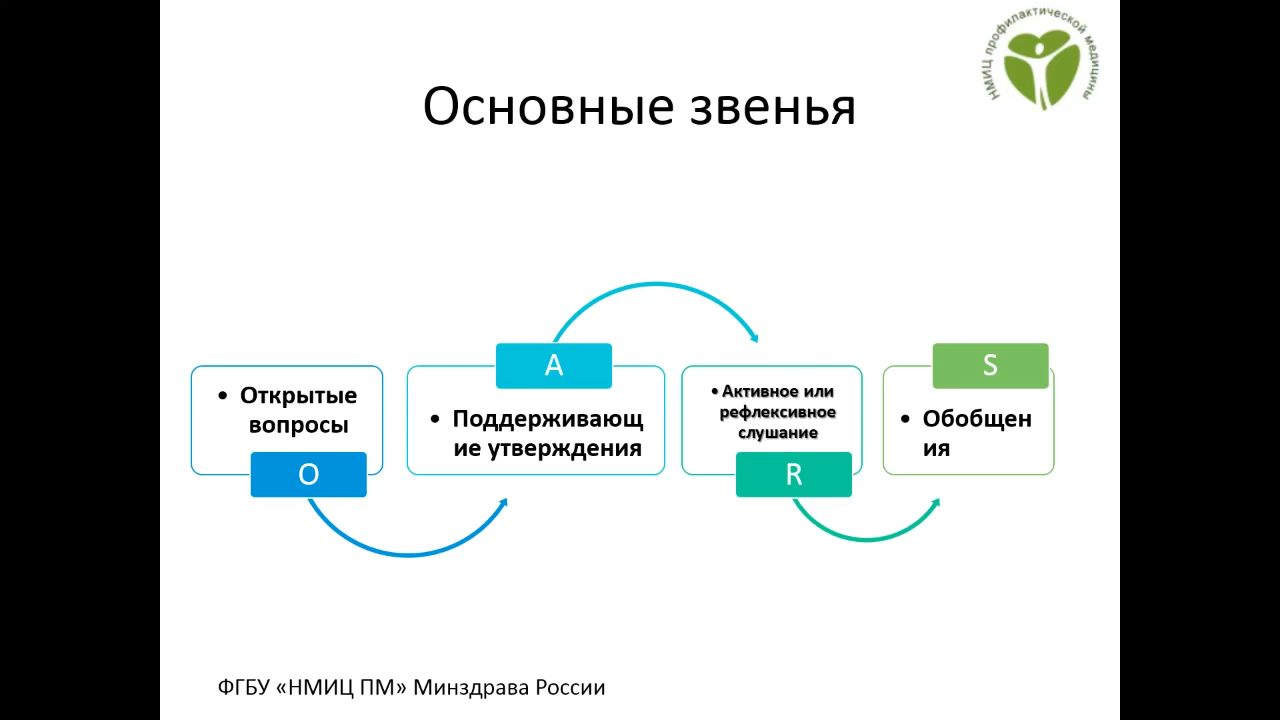 НМИЦ профилактической медицины
Основные звенья
• Открытые
вопросы
O
A
• Поддерживающ
ие утверждения
• Активное или
рефлексивное
слушание
R
S
• Обобщен
ия
ФГБУ «НМИЦ ПМ» Минздрава России